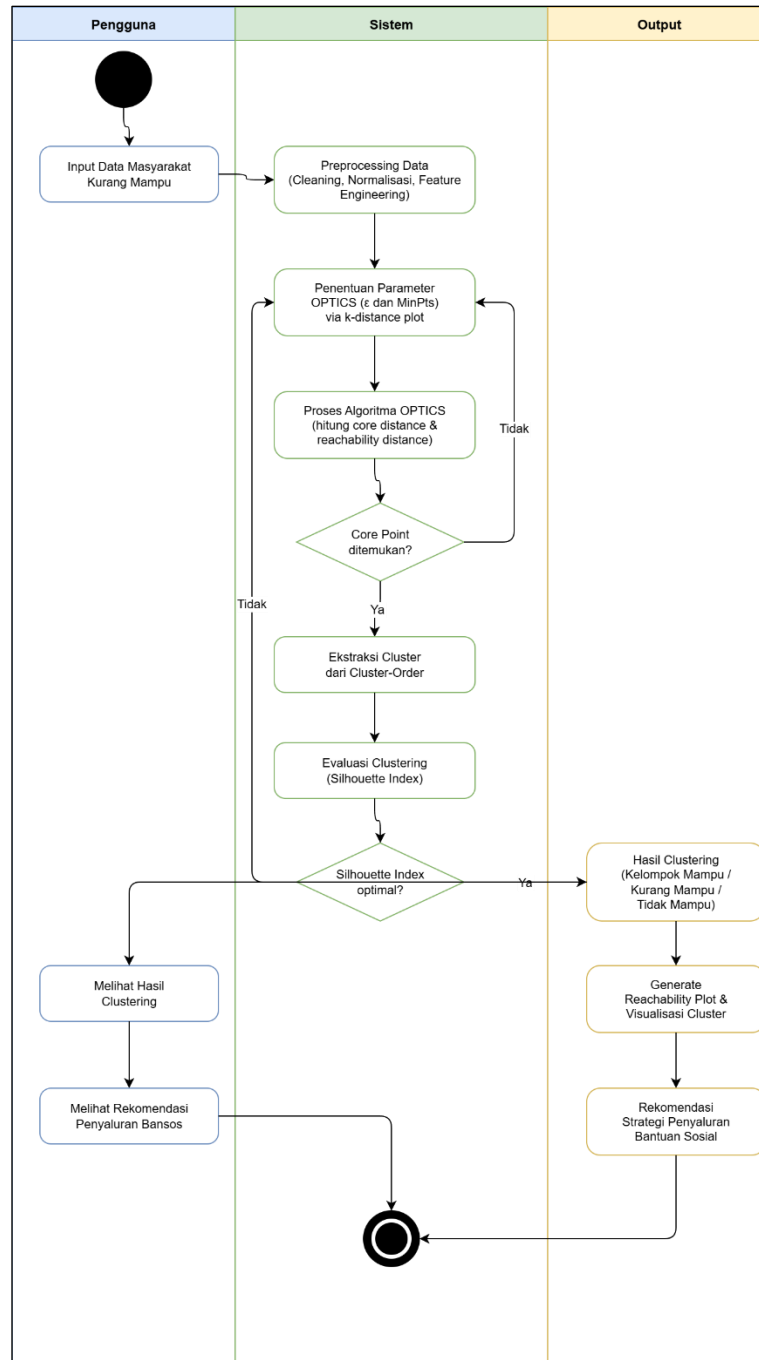 Pengguna
Sistem
Output
Input Data Masyarakat
Kurang Mampu
Preprocessing Data
(Cleaning, Normalisasi, Feature
Engineering)
Penentuan Parameter
OPTICS (ε dan MinPts)
via k-distance plot
Proses Algoritma OPTICS
(hitung core distance &
reachability distance)
Tidak
Core Point
ditemukan?
Tidak
Ya
Ekstraksi Cluster
dari Cluster-Order
Evaluasi Clustering
(Silhouette Index)
Silhouette Index
optimal?
Ya
Hasil Clustering
(Kelompok Mampu /
Kurang Mampu /
Tidak Mampu)
Melihat Hasil
Clustering
Generate
Reachability Plot &
Visualisasi Cluster
Melihat Rekomendasi
Penyaluran Bansos
Rekomendasi
Strategi Penyaluran
Bantuan Sosial